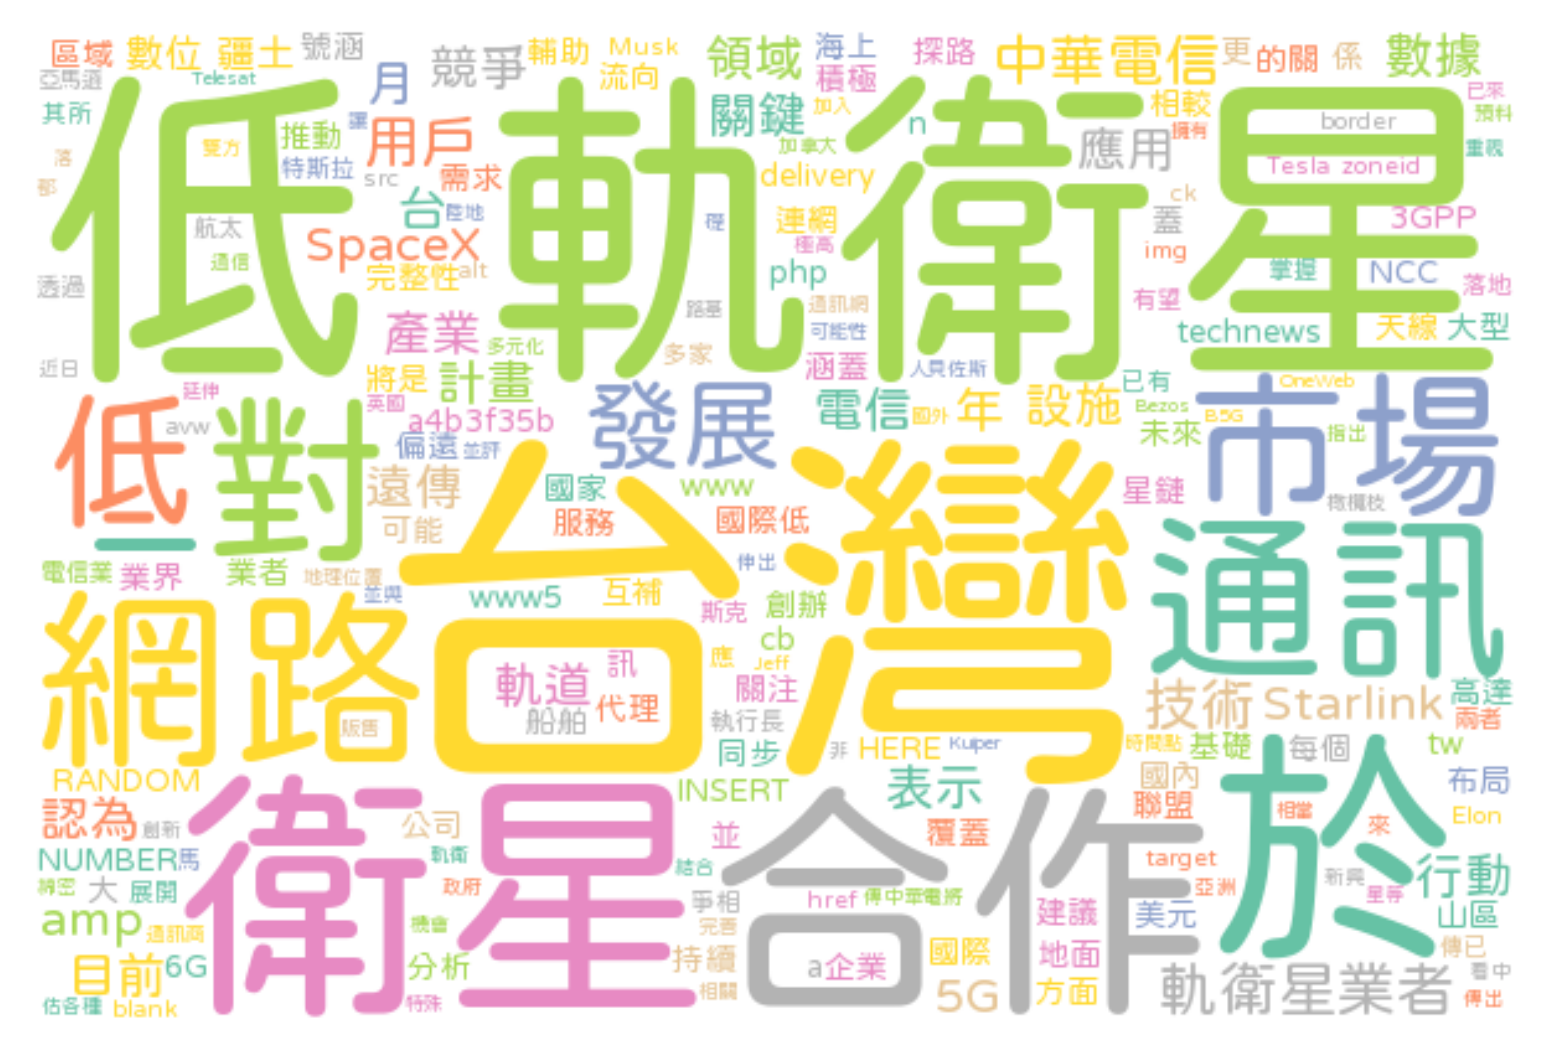 區域 數位 疆土 號涵 競爭 輔助 Musk 領域 海上 探路 中華電信 更 的關 係 數據
亞馬遜 Telesat 月 流向 積極
其所 讓 用戶 關鍵 加入 n 應用 相較 border 已來 預料
低軌衛星
落 雙方 推動 加拿大 擁有 重視
部 特斯拉 src 需求 delivery ck Tesla zoneid
航太 台 陸地 連網 蓋 3GPP
通信 SpaceX 極高 img
透過 完整性 alt php 有望 掌握 NCC 落地
路基 通訊網
產業 多元化 可能性 technews 天線 大型
近日 多家 涵蓋 人貝佐斯
將是 計畫 已有 OneWeb
延伸 英國 a4b3f35b 發展 電信 國外 年 設施 Bezos B5G 市場
低 avw 對 偏遠 並評 未來 指出
遠傳 國家 www 星鏈 橄欖枝
可能 服務 國際低
台灣 通訊
電信業 業界 業者 地理位置 伸出
並與 www5 互補 斯克 創辦
網路 cb
訊 應 Jeff
軌道 代理 關注 技術 Starlink 高達
販售 船舶 執行長 兩者
同步 非 HERE Kuiper 時間點 基礎 每個 tw
RANDOM INSERT 表示 國內 布局
認為 創新 衛星 公司 並 合作 覆蓋 聯盟 相當 於 來 Elon
NUMBER 馬 軌衛 結合 target
綿密 大 展開 政府 爭相 href 傳中華電將 亞洲 新興 星等 行動
amp 通訊商 機會 完善 建議 美元 山區
目前 6G 分析 持續 a 企業 國際 地面 傳已
估各種 blank 特殊 相關 5G 方面 軌衛星業者 看中
傳出